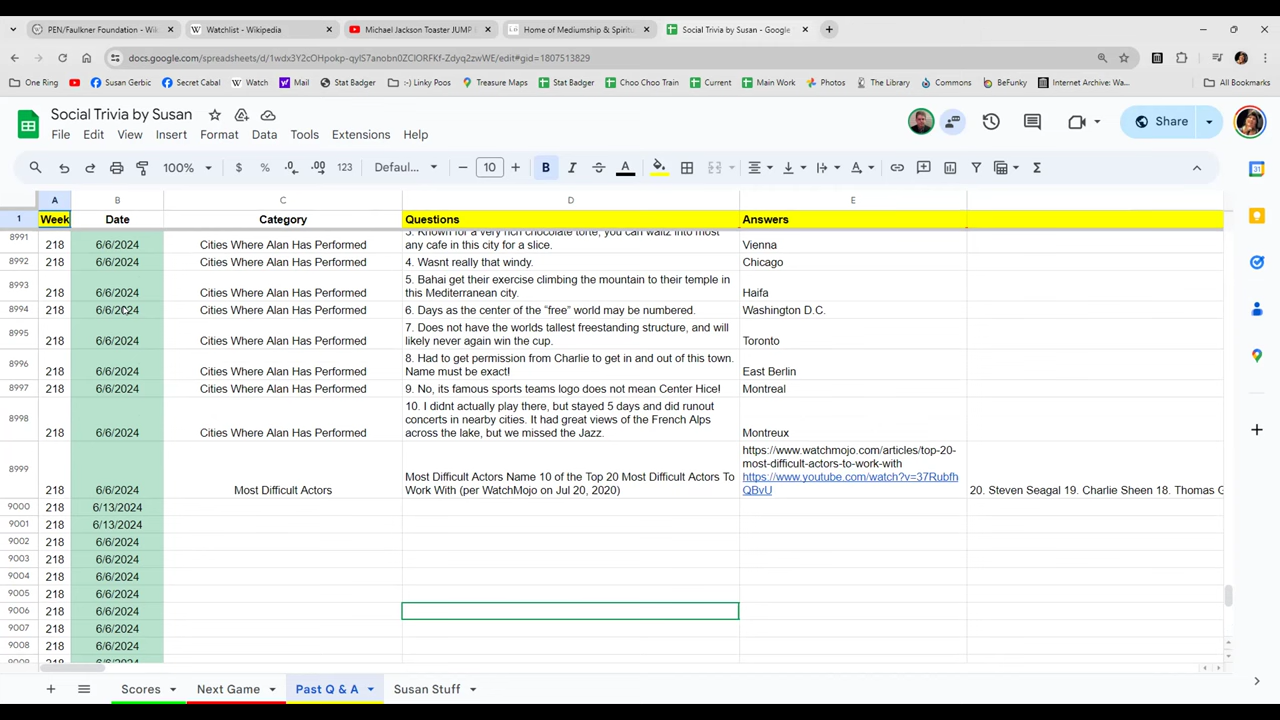 PEN/Faulkner Foundation - Wik
Watchlist - Wikipedia
Michael Jackson Toaster JUMP
Home of Mediumship & Spiritu
Social Trivia by Susan - Google
docs.google.com/spreadsheets/d/1wdx3Y2cOHpokp-qyIS7anobn0ZClORFKf-Zdyq2zwWE/edit#gid=1807513829
One Ring
Susan Gerbic
Secret Cabal
Watch
Mail
Stat Badger
:-) Linky Poos
Treasure Maps
Stat Badger
Choo Choo Train
Current
Main Work
Photos
The Library
Commons
BeFunky
Internet Archive: Wa...
All Bookmarks
Social Trivia by Susan
File Edit View Insert Format Data Tools Extensions Help
Share
100% $ % .0 .00 123 Defaul... 10 B I S A
A B C D E
1 Week Date Category Questions Answers
8991 218 6/6/2024 Cities Where Alan Has Performed
3. Known for a very rich chocolate torte, you can waltz into most
any cafe in this city for a slice. Vienna
8992 218 6/6/2024 Cities Where Alan Has Performed 4. Wasnt really that windy. Chicago
8993 218 6/6/2024 Cities Where Alan Has Performed
5. Bahai get their exercise climbing the mountain to their temple in
this Mediterranean city. Haifa
8994 218 6/6/2024 Cities Where Alan Has Performed 6. Days as the center of the “free” world may be numbered. Washington D.C.
8995 218 6/6/2024 Cities Where Alan Has Performed
7. Does not have the worlds tallest freestanding structure, and will
likely never again win the cup. Toronto
8996 218 6/6/2024 Cities Where Alan Has Performed
8. Had to get permission from Charlie to get in and out of this town.
Name must be exact! East Berlin
8997 218 6/6/2024 Cities Where Alan Has Performed 9. No, its famous sports teams logo does not mean Center Hice! Montreal
8998 218 6/6/2024 Cities Where Alan Has Performed
10. I didnt actually play there, but stayed 5 days and did runout
concerts in nearby cities. It had great views of the French Alps
across the lake, but we missed the Jazz. Montreux
8999 218 6/6/2024 Most Difficult Actors
Most Difficult Actors Name 10 of the Top 20 Most Difficult Actors To
Work With (per WatchMojo on Jul 20, 2020)
https://www.watchmojo.com/articles/top-20-
most-difficult-actors-to-work-with
https://www.youtube.com/watch?v=37Rubfh
QBvU
20. Steven Seagal 19. Charlie Sheen 18. Thomas G
9000 218 6/13/2024
9001 218 6/13/2024
9002 218 6/6/2024
9003 218 6/6/2024
9004 218 6/6/2024
9005 218 6/6/2024
9006 218 6/6/2024
9007 218 6/6/2024
9008 218 6/6/2024
9009 218 6/6/2024
Scores
Next Game
Past Q & A
Susan Stuff